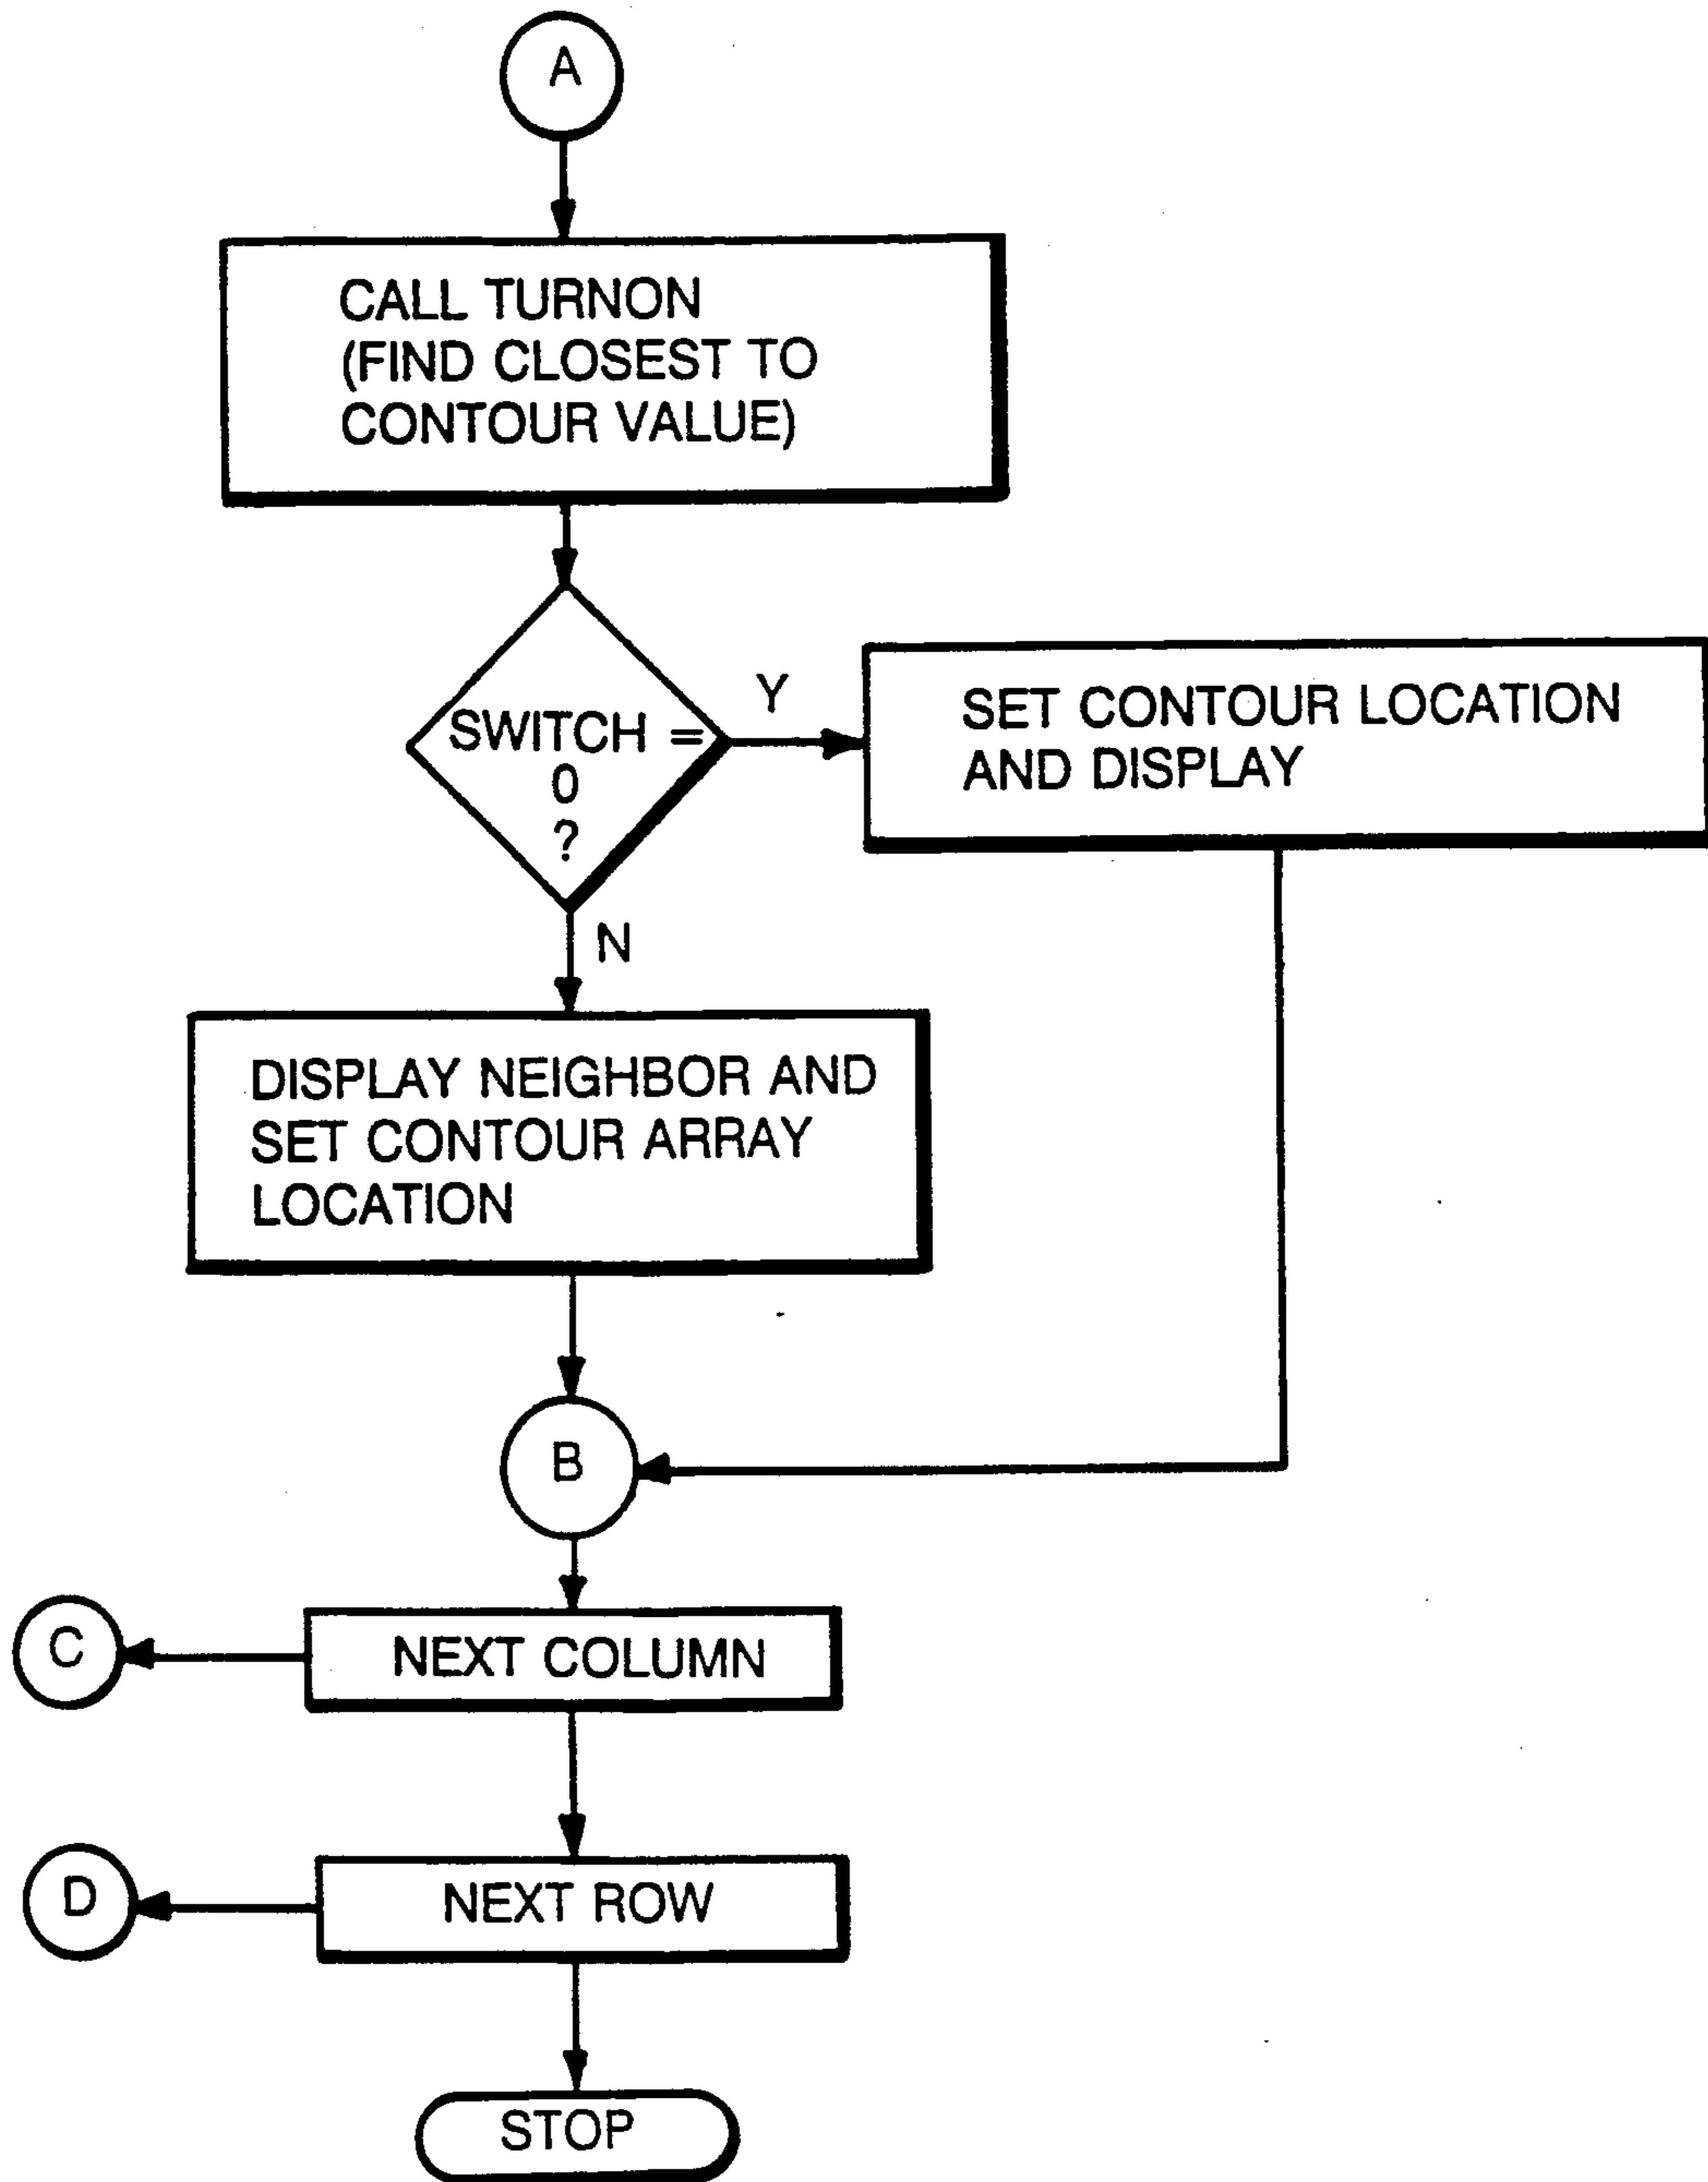 A
CALL TURNON
(FIND CLOSEST TO
CONTOUR VALUE)
SWITCH =
0
?
Y
SET CONTOUR LOCATION
AND DISPLAY
N
DISPLAY NEIGHBOR AND
SET CONTOUR ARRAY
LOCATION
B
C
NEXT COLUMN
D
NEXT ROW
STOP